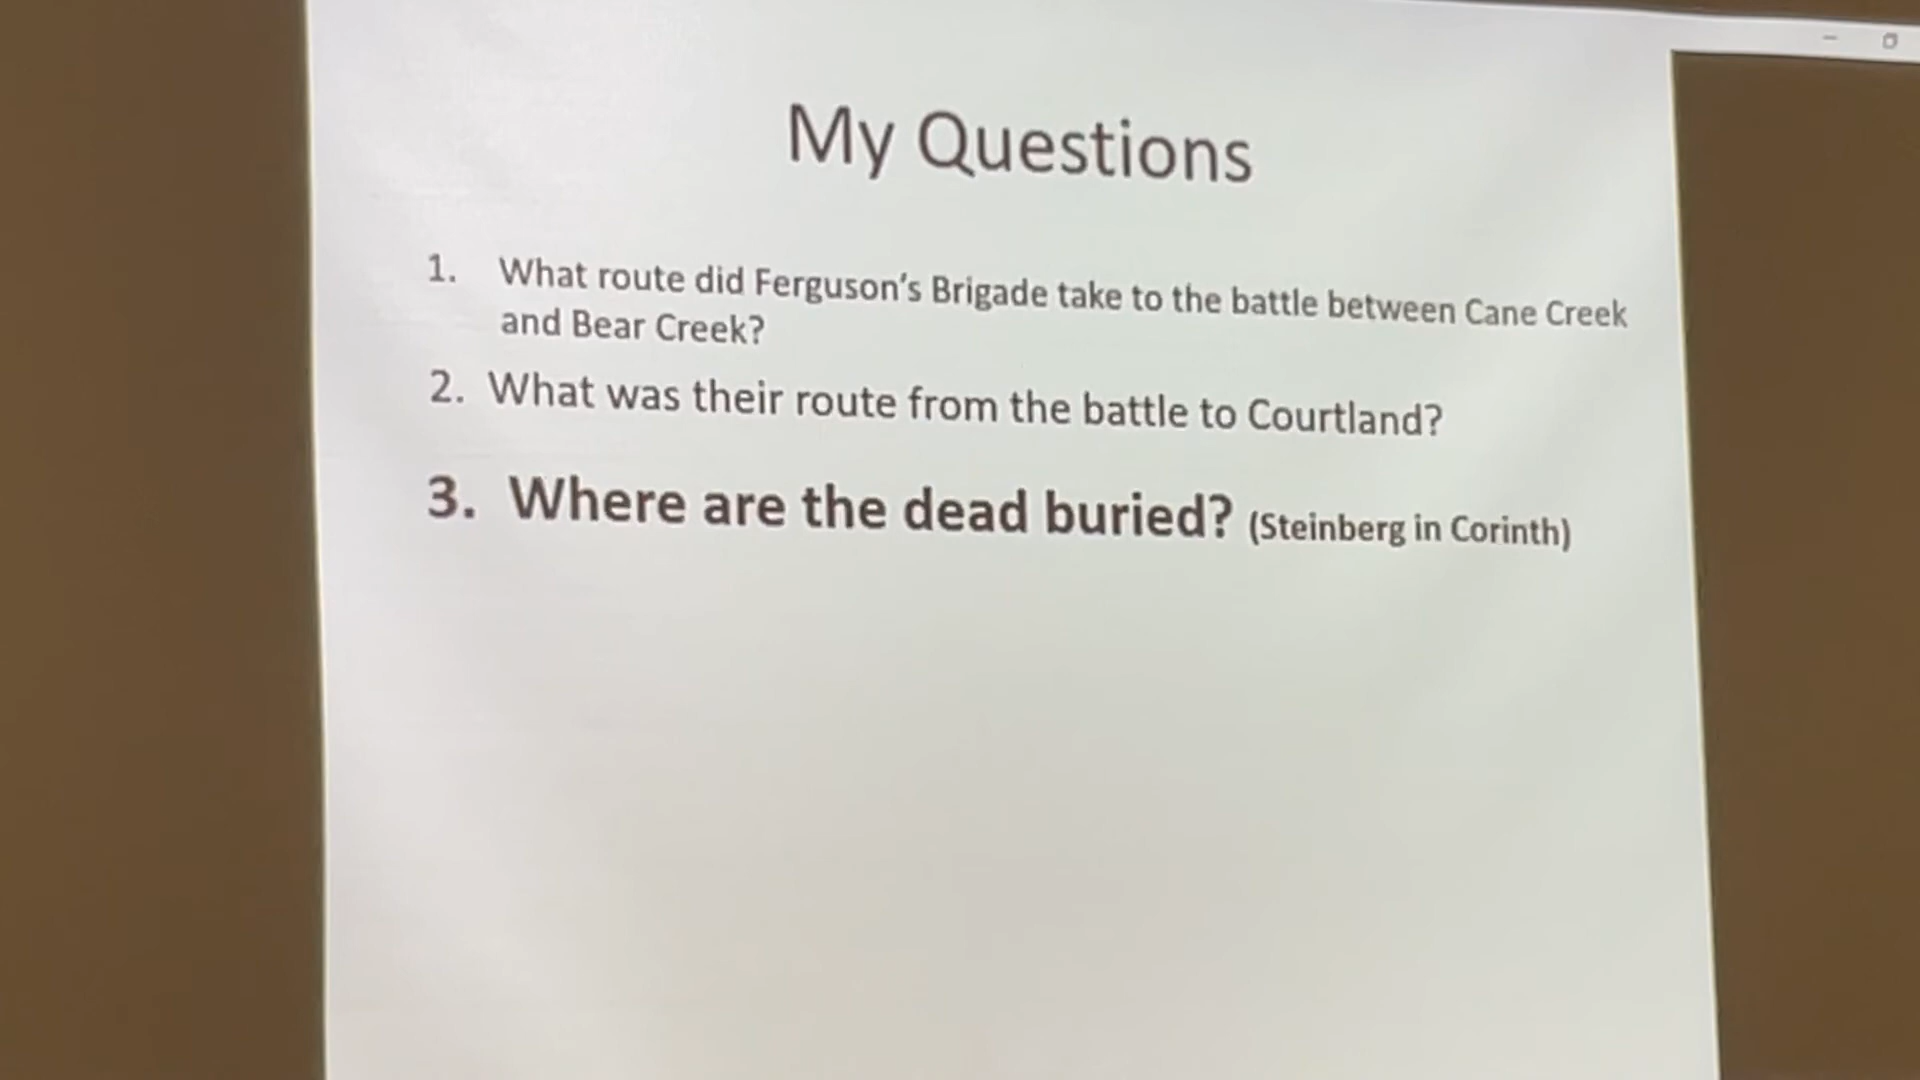 My Questions
1. What route did Ferguson's Brigade take to the battle between Cane Creek
and Bear Creek?
2. What was their route from the battle to Courtland?
3. Where are the dead buried? (Steinberg in Corinth)